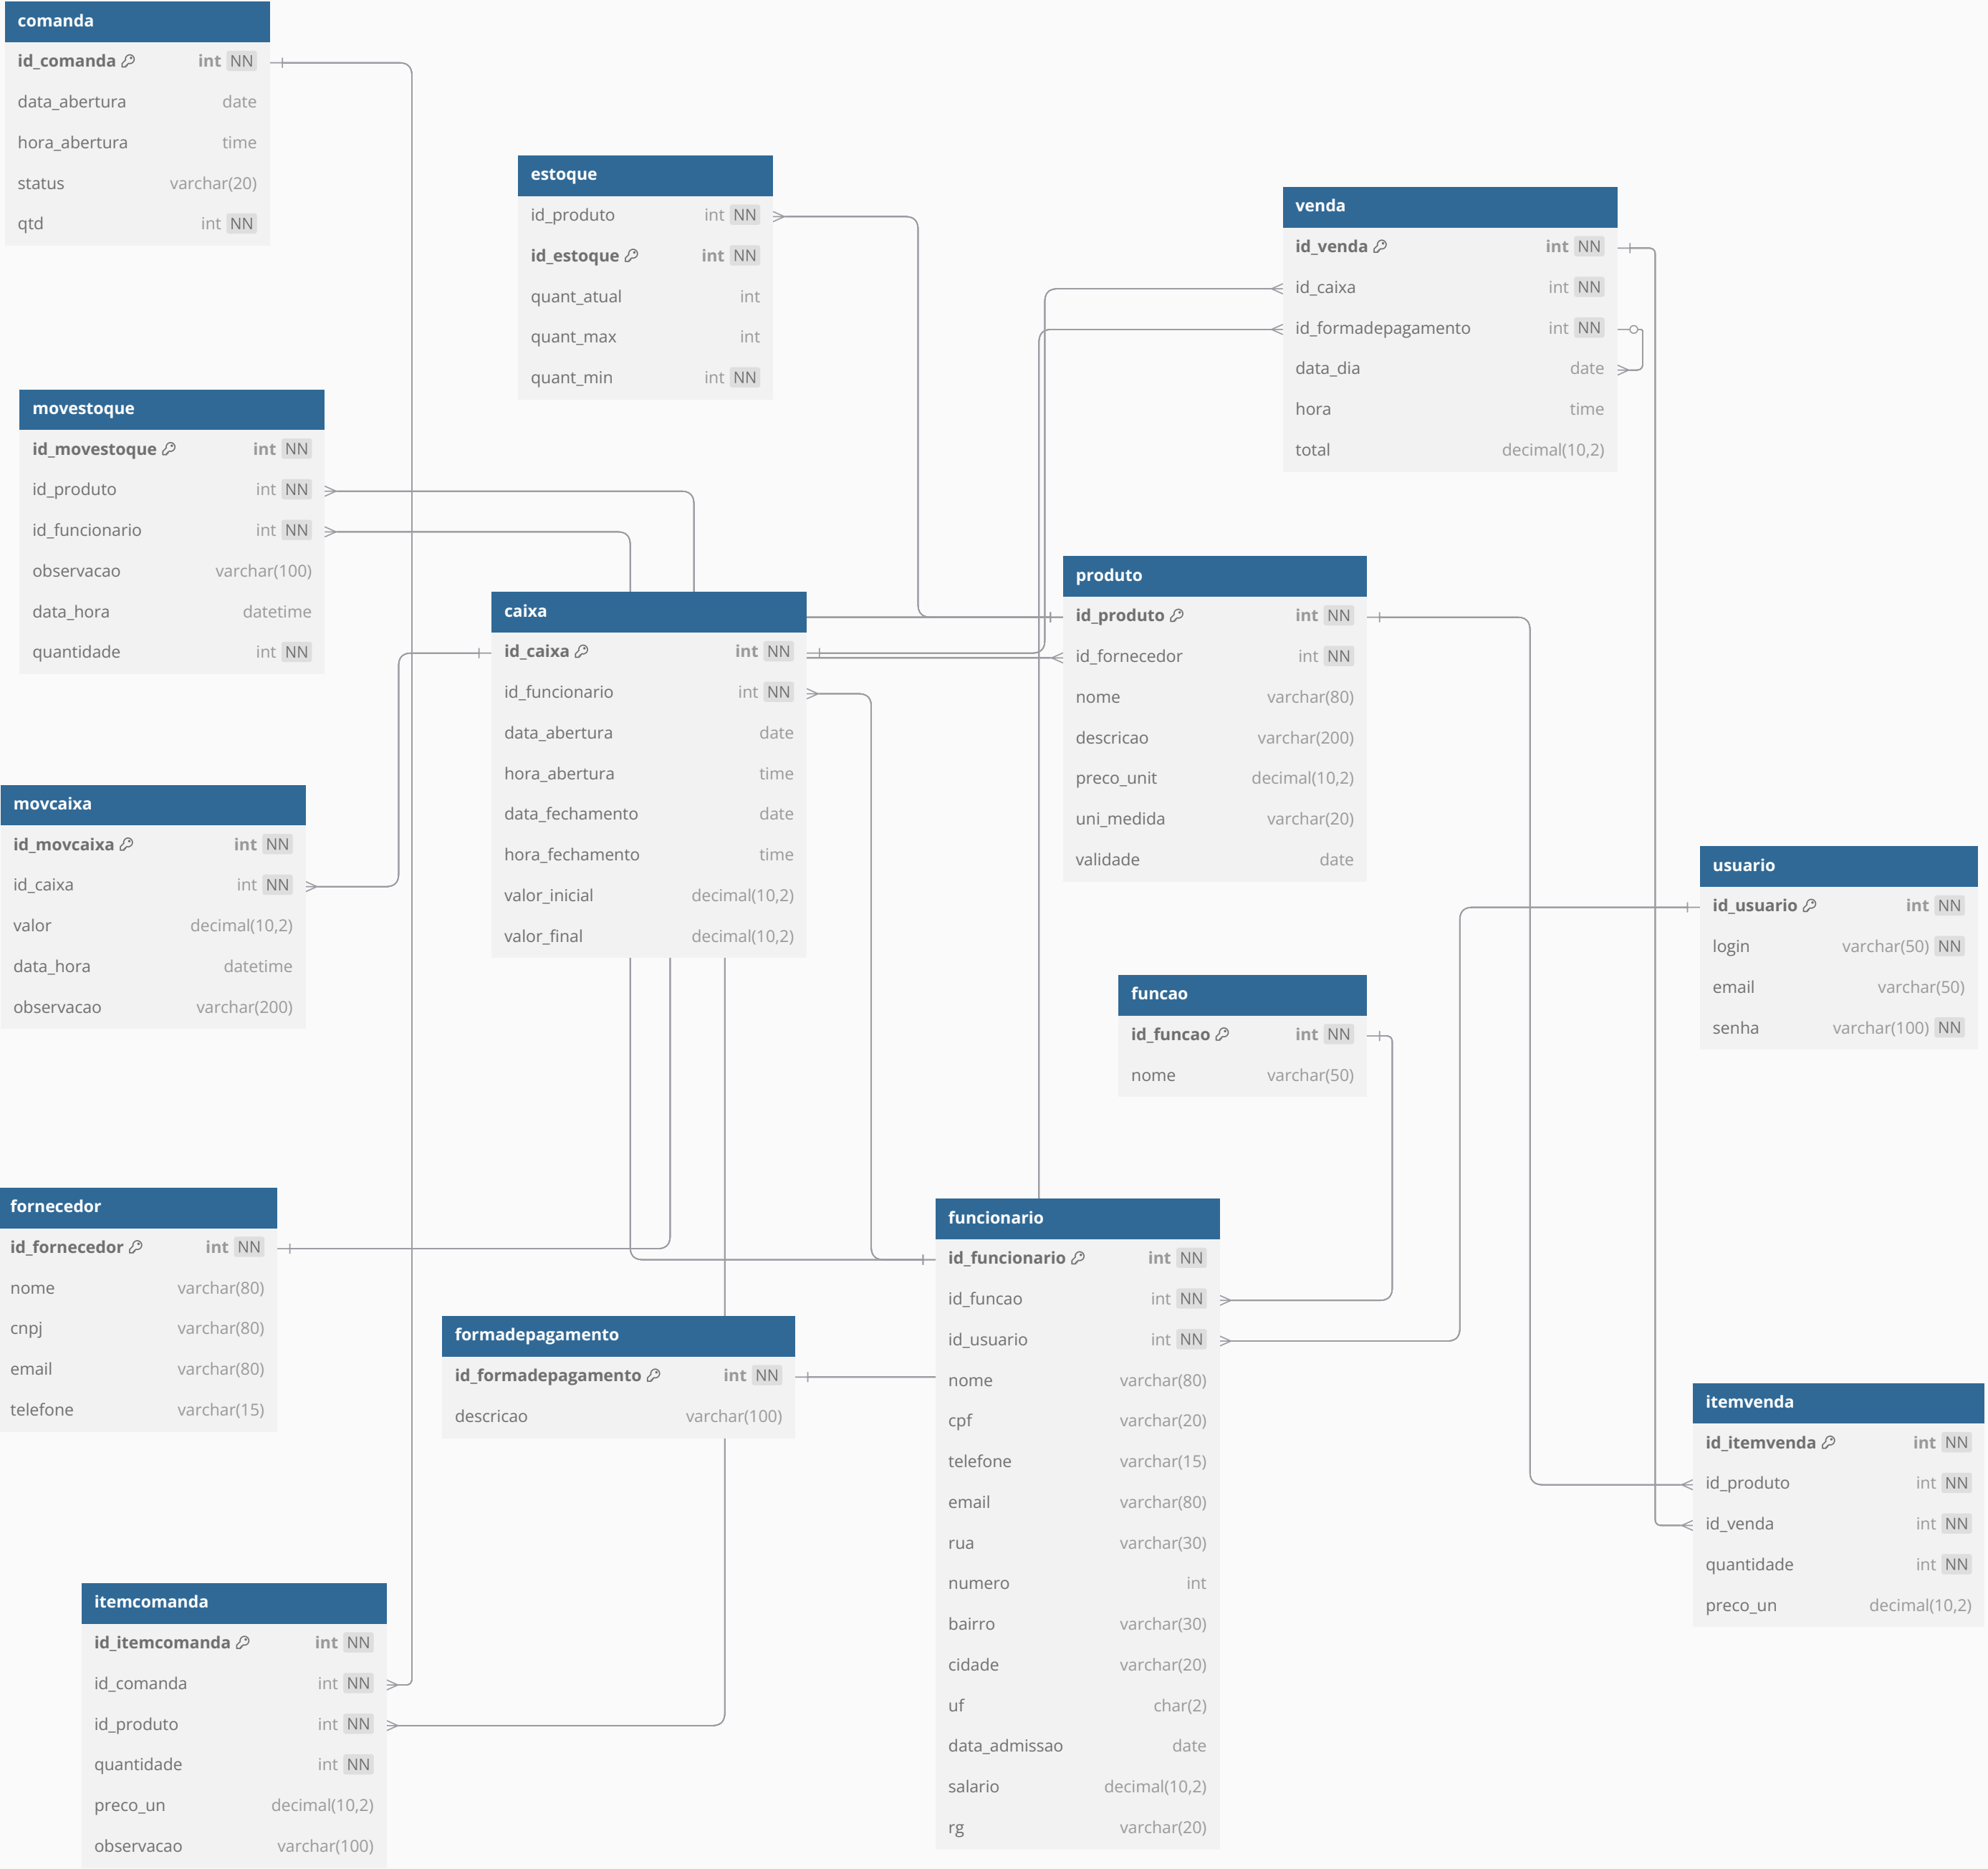 comanda
id_comanda int NN
data_abertura date
hora_abertura time
status varchar(20)
qtd int NN
estoque
id_produto int NN
id_estoque int NN
quant_atual int
quant_max int
quant_min int NN
venda
id_venda int NN
id_caixa int NN
id_formadepagamento int NN
data_dia date
hora time
total decimal(10,2)
movestoque
id_movestoque int NN
id_produto int NN
id_funcionario int NN
observacao varchar(100)
data_hora datetime
quantidade int NN
caixa
id_caixa int NN
id_funcionario int NN
data_abertura date
hora_abertura time
data_fechamento date
hora_fechamento time
valor_inicial decimal(10,2)
valor_final decimal(10,2)
produto
id_produto int NN
id_fornecedor int NN
nome varchar(80)
descricao varchar(200)
preco_unit decimal(10,2)
uni_medida varchar(20)
validade date
movcaixa
id_movcaixa int NN
id_caixa int NN
valor decimal(10,2)
data_hora datetime
observacao varchar(200)
usuario
id_usuario int NN
login varchar(50) NN
email varchar(50)
senha varchar(100) NN
funcao
id_funcao int NN
nome varchar(50)
fornecedor
id_fornecedor int NN
nome varchar(80)
cnpj varchar(80)
email varchar(80)
telefone varchar(15)
formadepagamento
id_formadepagamento int NN
descricao varchar(100)
funcionario
id_funcionario int NN
id_funcao int NN
id_usuario int NN
nome varchar(80)
cpf varchar(20)
telefone varchar(15)
email varchar(80)
rua varchar(30)
numero int
bairro varchar(30)
cidade varchar(20)
uf char(2)
data_admissao date
salario decimal(10,2)
rg varchar(20)
itemvenda
id_itemvenda int NN
id_produto int NN
id_venda int NN
quantidade int NN
preco_un decimal(10,2)
itemcomanda
id_itemcomanda int NN
id_comanda int NN
id_produto int NN
quantidade int NN
preco_un decimal(10,2)
observacao varchar(100)